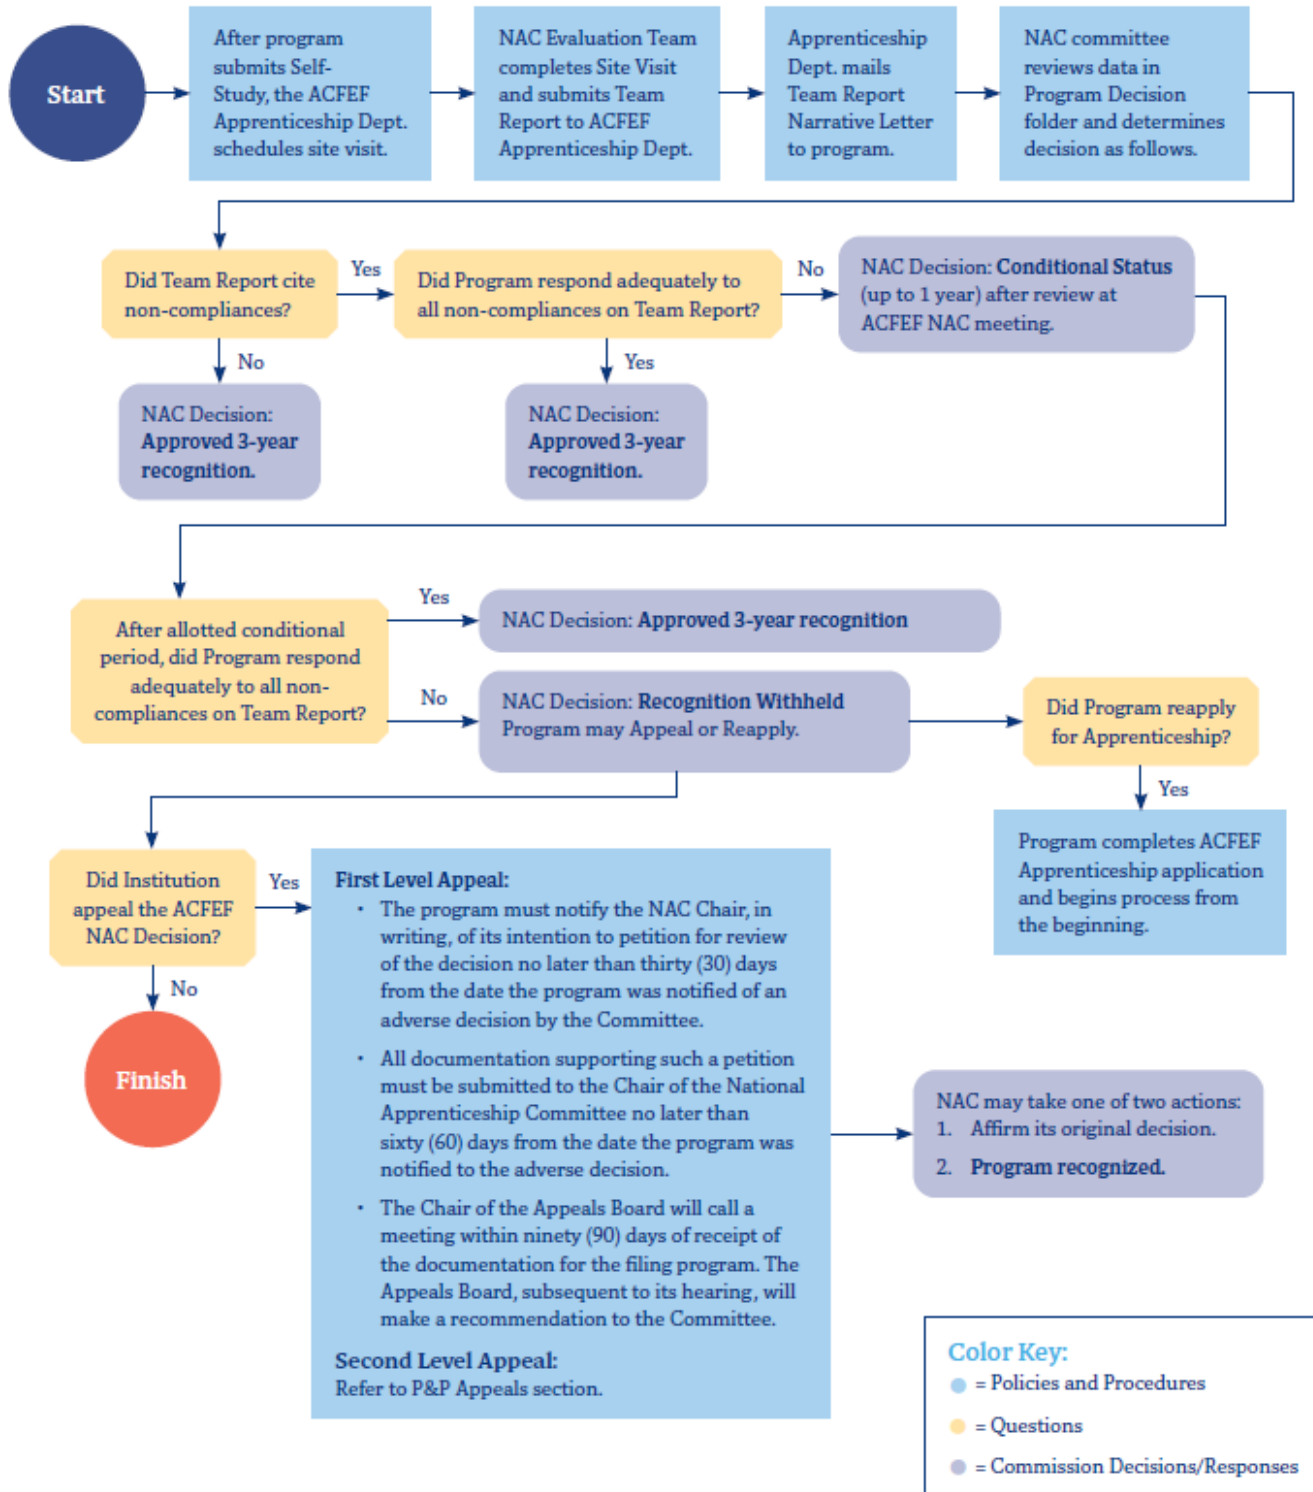 Start
After program
submits Self-
Study, the ACFEF
Apprenticeship Dept.
schedules site visit.
NAC Evaluation Team
completes Site Visit
and submits Team
Report to ACFEF
Apprenticeship Dept.
Apprenticeship
Dept. mails
Team Report
Narrative Letter
to program.
NAC committee
reviews data in
Program Decision
folder and determines
decision as follows.
Did Team Report cite
non-compliances?
Yes
Did Program respond adequately to
all non-compliances on Team Report?
No
NAC Decision: Conditional Status
(up to 1 year) after review at
ACFEF NAC meeting.
No
Yes
NAC Decision:
Approved 3-year
recognition.
NAC Decision:
Approved 3-year
recognition.
After allotted conditional
period, did Program respond
adequately to all non-
compliances on Team Report?
Yes
NAC Decision: Approved 3-year recognition
No
NAC Decision: Recognition Withheld
Program may Appeal or Reapply.
Did Program reapply
for Apprenticeship?
Yes
Program completes ACFEF
Apprenticeship application
and begins process from
the beginning.
Did Institution
appeal the ACFEF
NAC Decision?
Yes
No
Finish
First Level Appeal:
• The program must notify the NAC Chair, in
writing, of its intention to petition for review
of the decision no later than thirty (30) days
from the date the program was notified of an
adverse decision by the Committee.
• All documentation supporting such a petition
must be submitted to the Chair of the National
Apprenticeship Committee no later than
sixty (60) days from the date the program was
notified to the adverse decision.
• The Chair of the Appeals Board will call a
meeting within ninety (90) days of receipt of
the documentation for the filing program. The
Appeals Board, subsequent to its hearing, will
make a recommendation to the Committee.
Second Level Appeal:
Refer to P&P Appeals section.
NAC may take one of two actions:
1. Affirm its original decision.
2. Program recognized.
Color Key:
= Policies and Procedures
= Questions
= Commission Decisions/Responses